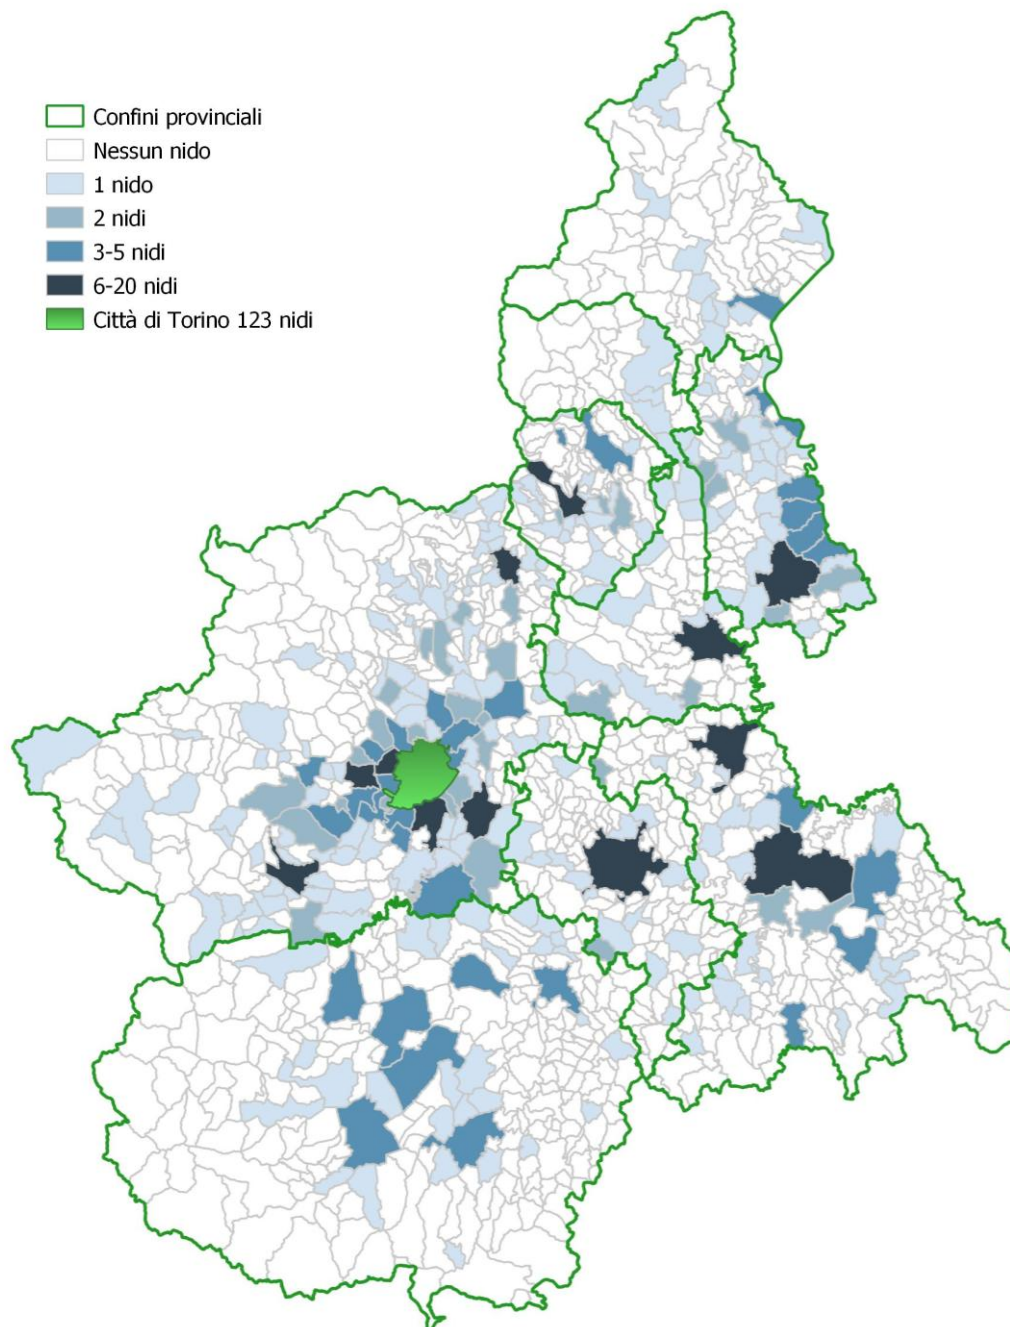 Confini provinciali
Nessun nido
1 nido
2 nidi
3-5 nidi
6-20 nidi
Città di Torino 123 nidi